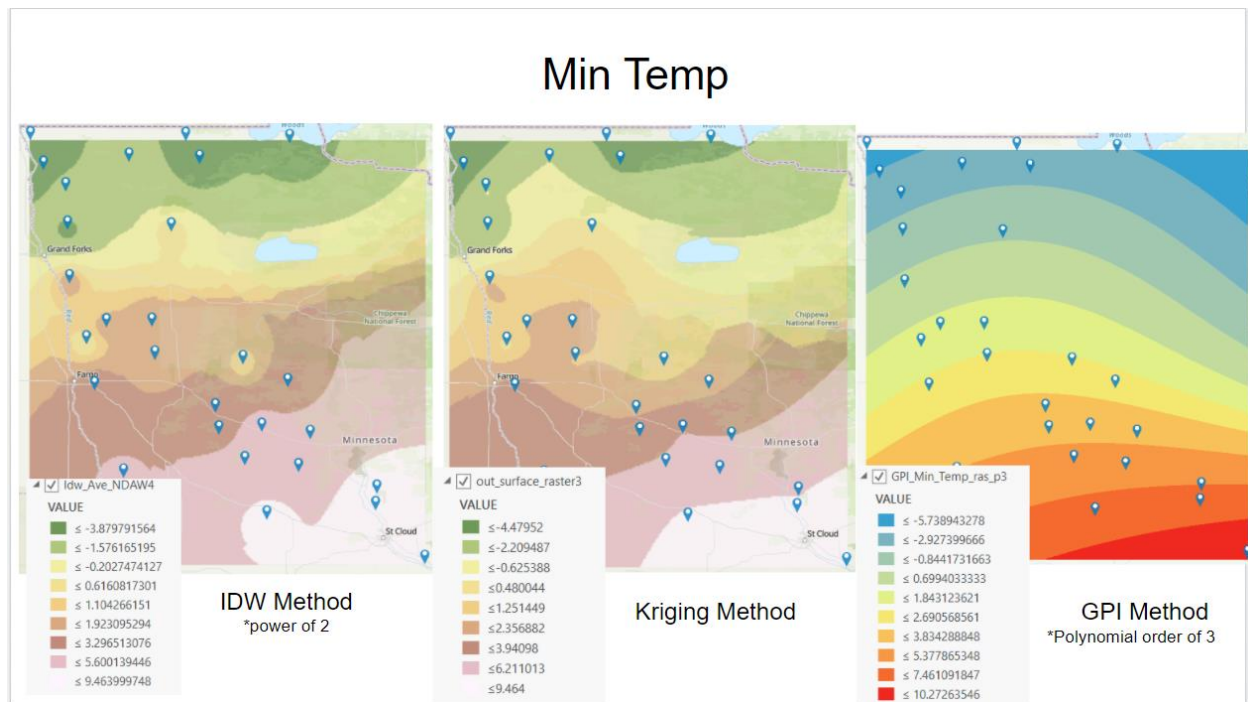 Min Temp
Woods
Grand Forks
Red
Chippewa
National Forest
Fargo
Minnesota
St Cloud
Idw_Ave_NDAW4
VALUE
≤ -3.879791564
≤ -1.576165195
≤ -0.2027474127
≤ 0.6160817301
≤ 1.104266151
≤ 1.923095294
≤ 3.296513076
≤ 5.600139446
≤ 9.463999748
IDW Method
*power of 2
Woods
Grand Forks
Red
Chippewa
National Forest
Fargo
Minnesota
St Cloud
out_surface_raster3
VALUE
≤-4.47952
≤-2.209487
≤-0.625388
≤0.480044
≤1.251449
≤2.356882
≤3.94098
≤6.211013
≤9.464
Kriging Method
Woods
GPI_Min_Temp_ras_p3
VALUE
≤ -5.738943278
≤ -2.927399666
≤ -0.8441731663
≤ 0.6994033333
≤ 1.843123621
≤ 2.690568561
≤ 3.834288848
≤ 5.377865348
≤ 7.461091847
≤ 10.27263546
GPI Method
*Polynomial order of 3